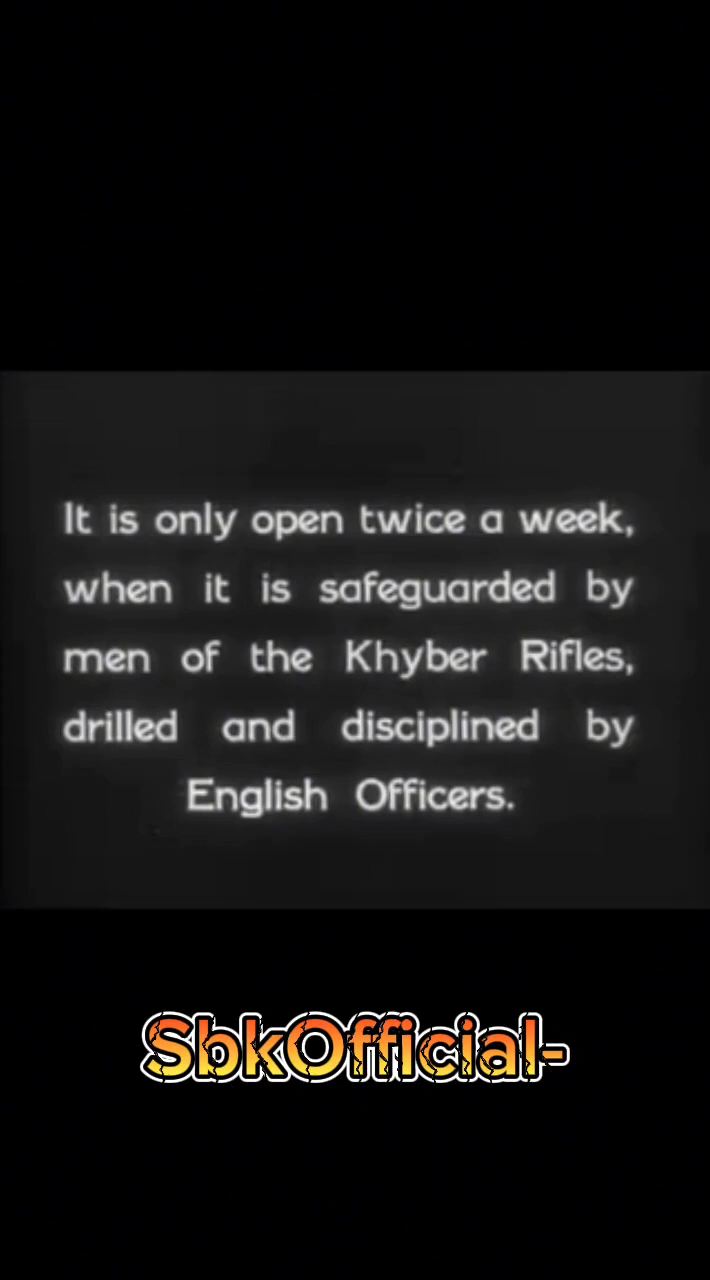 It is only open twice a week,
when it is safeguarded by
men of the Khyber Rifles,
drilled and disciplined by
English Officers.
SbkOfficial-